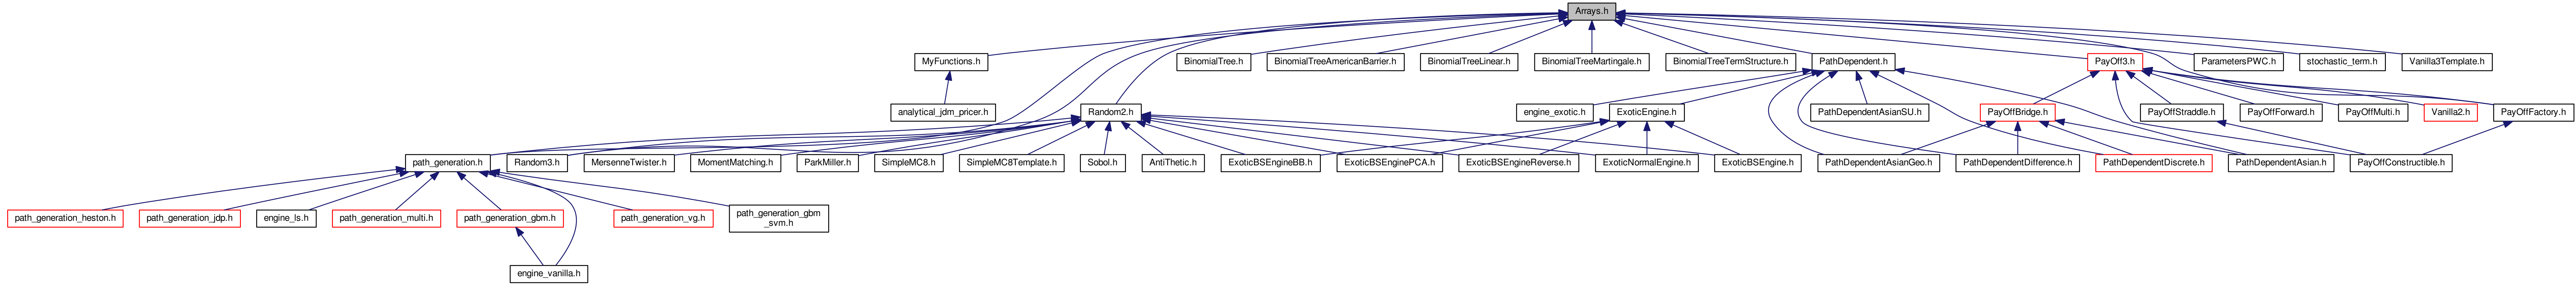 Arrays.h
MyFunctions.h
BinomialTree.h
BinomialTreeAmericanBarrier.h
BinomialTreeLinear.h
BinomialTreeMartingale.h
BinomialTreeTermStructure.h
PathDependent.h
PayOff3.h
ParametersPWC.h
stochastic_term.h
Vanilla3Template.h
analytical_jdm_pricer.h
Random2.h
engine_exotic.h
ExoticEngine.h
PathDependentAsianSU.h
PayOffBridge.h
PayOffStraddle.h
PayOffForward.h
PayOffMulti.h
Vanilla2.h
PayOffFactory.h
path_generation.h
Random3.h
MersenneTwister.h
MomentMatching.h
ParkMiller.h
SimpleMC8.h
SimpleMC8Template.h
Sobol.h
AntiThetic.h
ExoticBSEngineBB.h
ExoticBSEnginePCA.h
ExoticBSEngineReverse.h
ExoticNormalEngine.h
ExoticBSEngine.h
PathDependentAsianGeo.h
PathDependentDifference.h
PathDependentDiscrete.h
PathDependentAsian.h
PayOffConstructible.h
path_generation_heston.h
path_generation_jdp.h
engine_ls.h
path_generation_multi.h
path_generation_gbm.h
path_generation_vg.h
path_generation_gbm
_svm.h
engine_vanilla.h